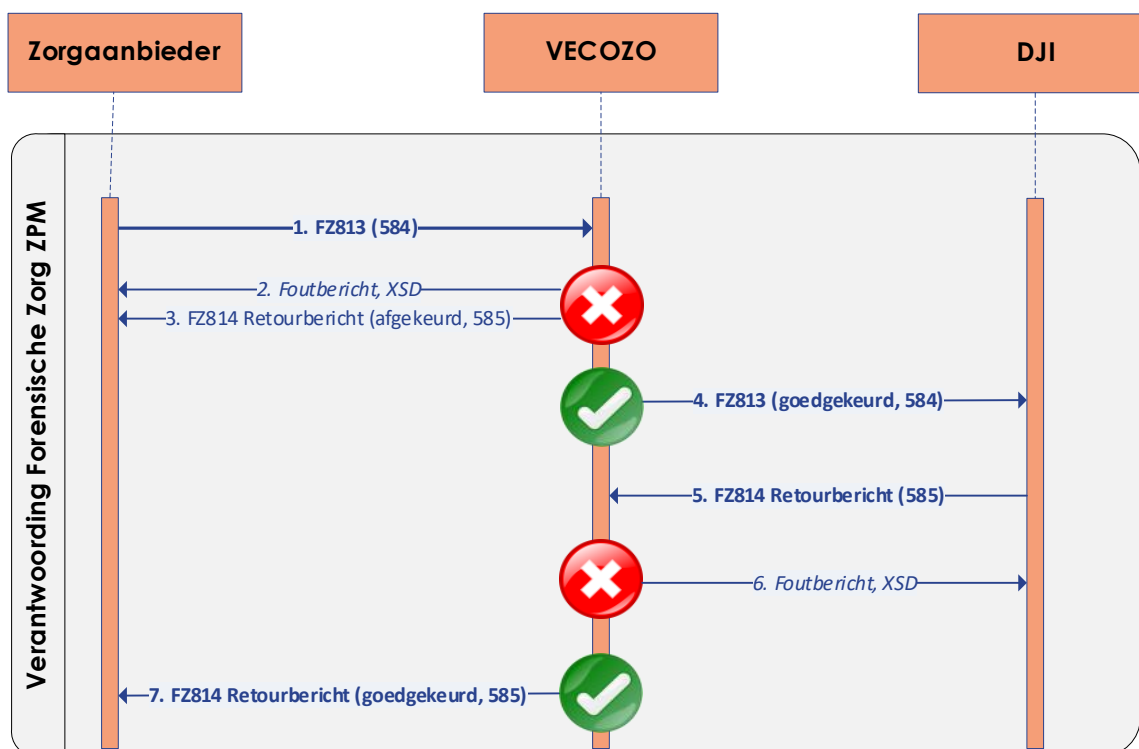 Zorgaanbieder
VECOZO
DJI
Verantwoording Forensische Zorg ZPM
1. FZ813 (584)
2. Foutbericht, XSD
3. FZ814 Retourbericht (afgekeurd, 585)
4. FZ813 (goedgekeurd, 584)
5. FZ814 Retourbericht (585)
6. Foutbericht, XSD
7. FZ814 Retourbericht (goedgekeurd, 585)